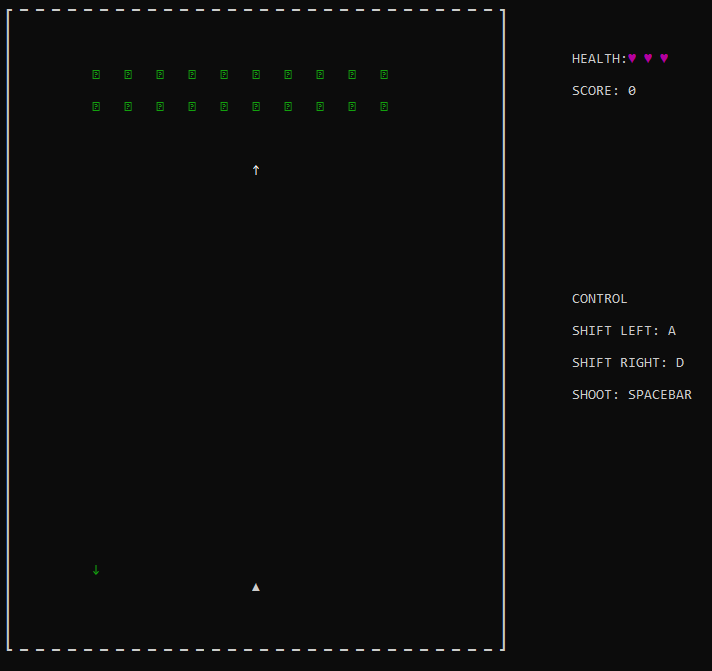 HEALTH:♥ ♥ ♥
SCORE: 0
CONTROL
SHIFT LEFT: A
SHIFT RIGHT: D
SHOOT: SPACEBAR